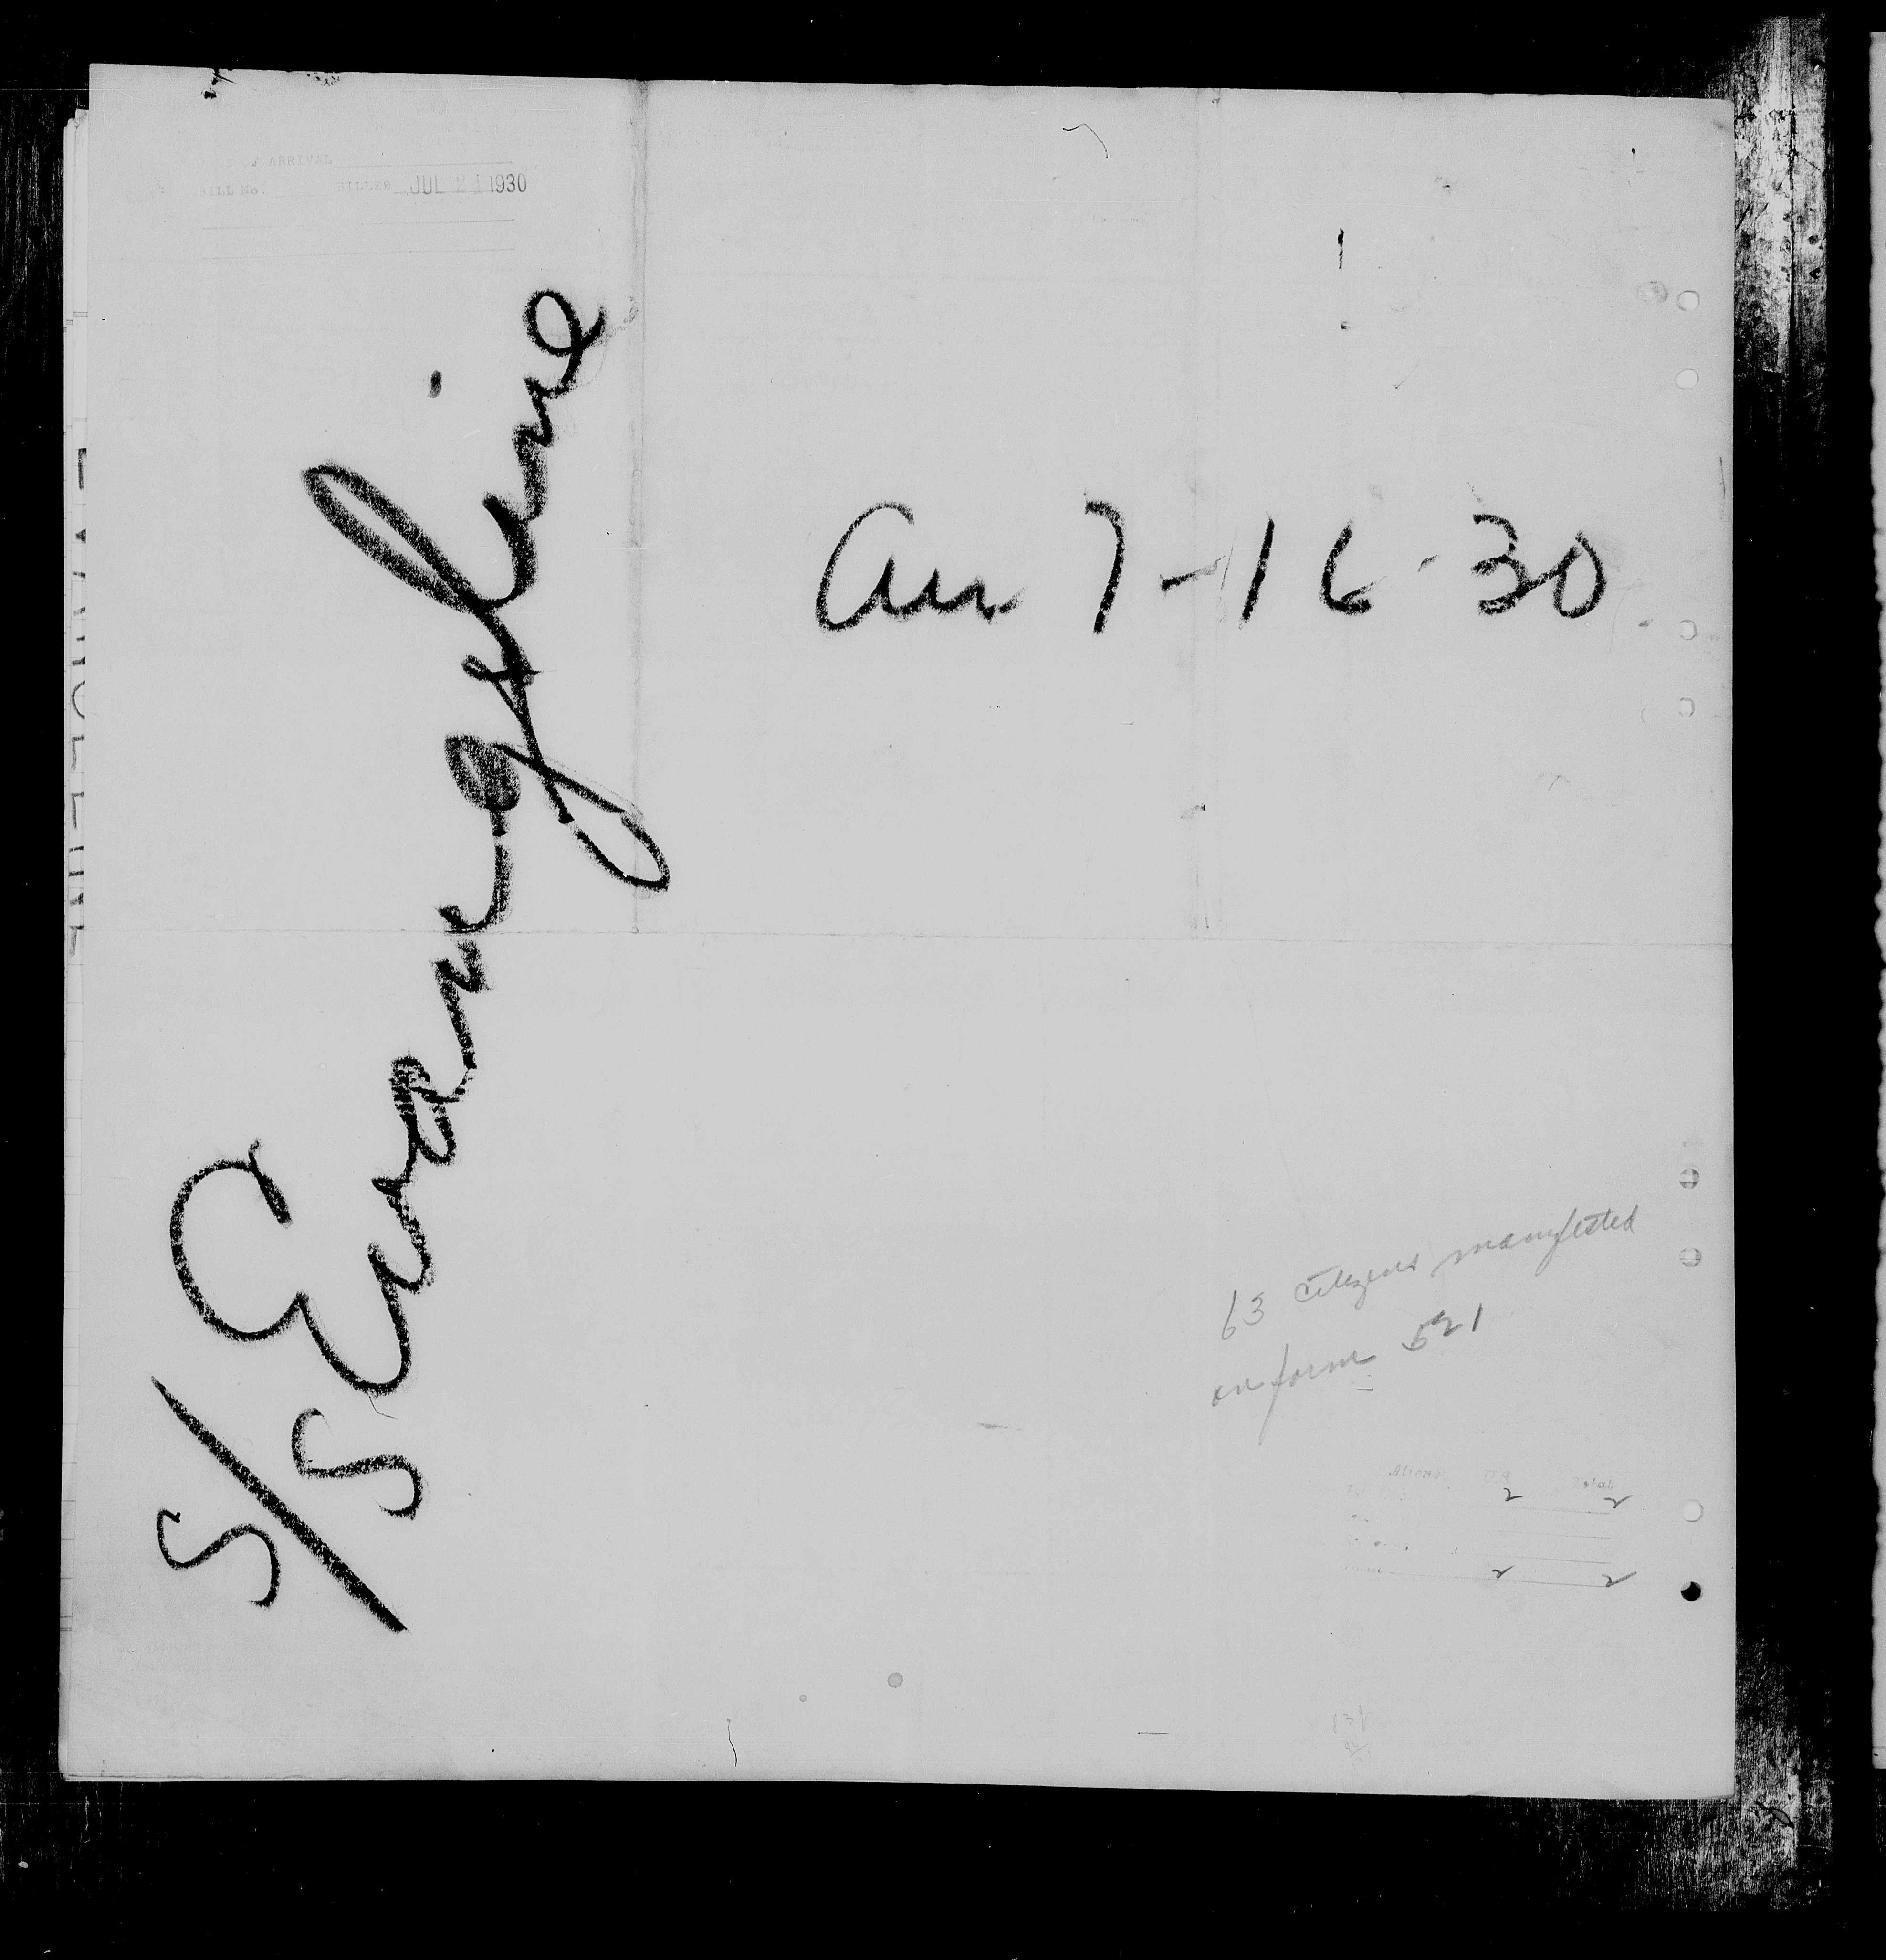 OF ARRIVAL
BILL No. BILLED JUL 21 1930
S/S Evangeline
Arr 7-16-30
63 citizens manifested
on form 521
Aliens U.S. Total
2 2
2 2